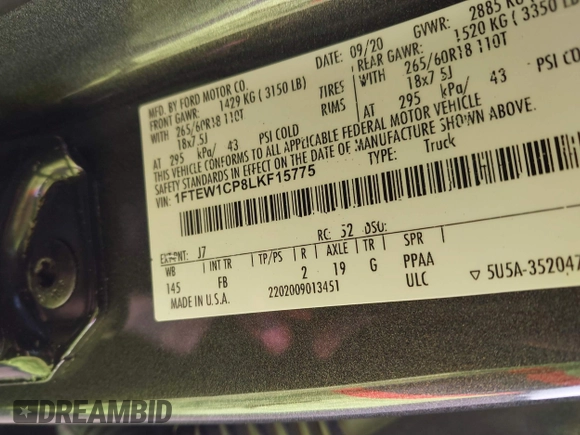 MFD. BY FORD MOTOR CO.
09/20
GVWR: 2885 KG
FRONT GAWR: 1429 KG ( 3150 LB)
REAR GAWR: 1520 KG ( 3350 LB)
WITH 265/60R18 110T TIRES
WITH 265/60R18 110T
18x7.5J RIMS
18x7.5J
AT 295 kPa/ 43 PSI COLD
AT 295 kPa/ 43 PSI COLD
THIS VEHICLE CONFORMS TO ALL APPLICABLE FEDERAL MOTOR VEHICLE
SAFETY REGULATIONS IN EFFECT ON THE DATE OF MANUFACTURE SHOWN ABOVE.
VIN: 1FTEW1CP8LKF15775
TYPE: Truck
EXT PNT: J7
RC: 52 DSO:
WB INT TR TP/PS R AXLE TR SPR
145 FB 2 19 G PPAA
ULC
MADE IN U.S.A.
2202009013451
5U5A-352047
DREAMBID